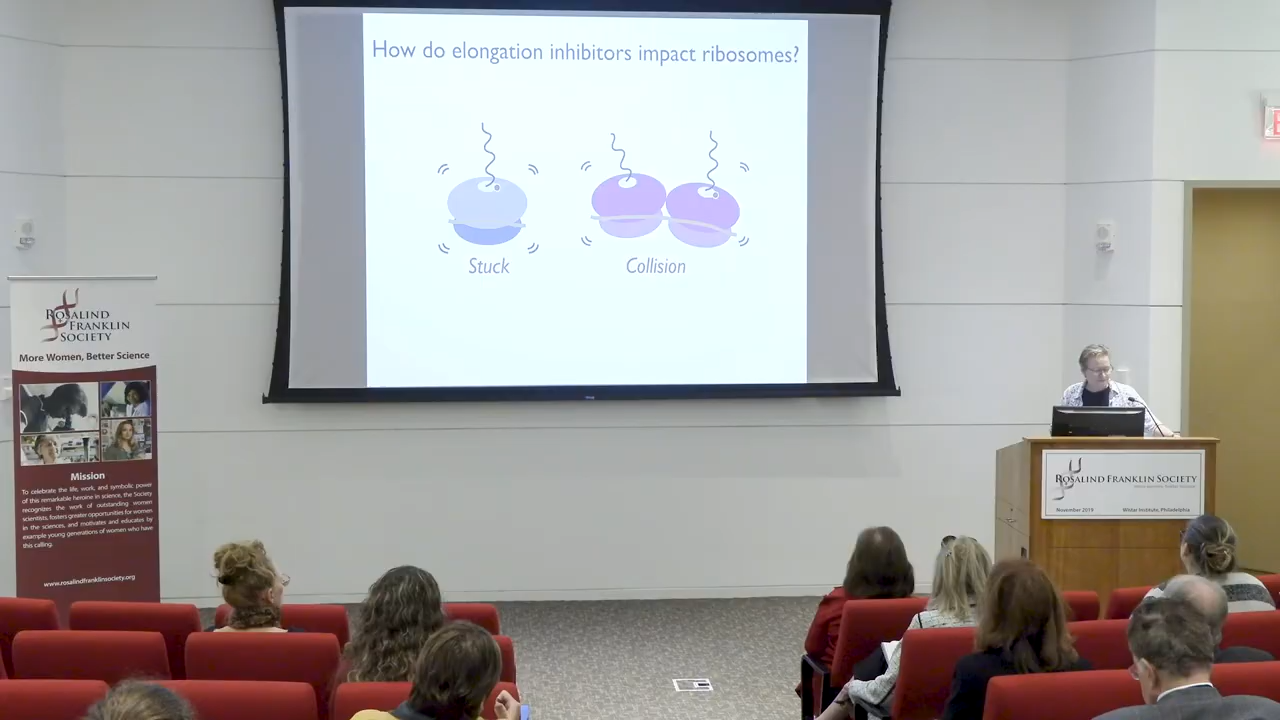 How do elongation inhibitors impact ribosomes?
Stuck
Collision
ROSALIND
FRANKLIN
SOCIETY
More Women, Better Science
Mission
To celebrate the life, work, and symbolic power
of this remarkable heroine in science, the Society
recognizes the work of outstanding women
scientists, fosters greater opportunities for women
in the sciences, and motivates and educates by
example young generations of women who have
this calling.
www.rosalindfranklinsociety.org
ROSALIND FRANKLIN SOCIETY
November 2019 Wistar Institute, Philadelphia